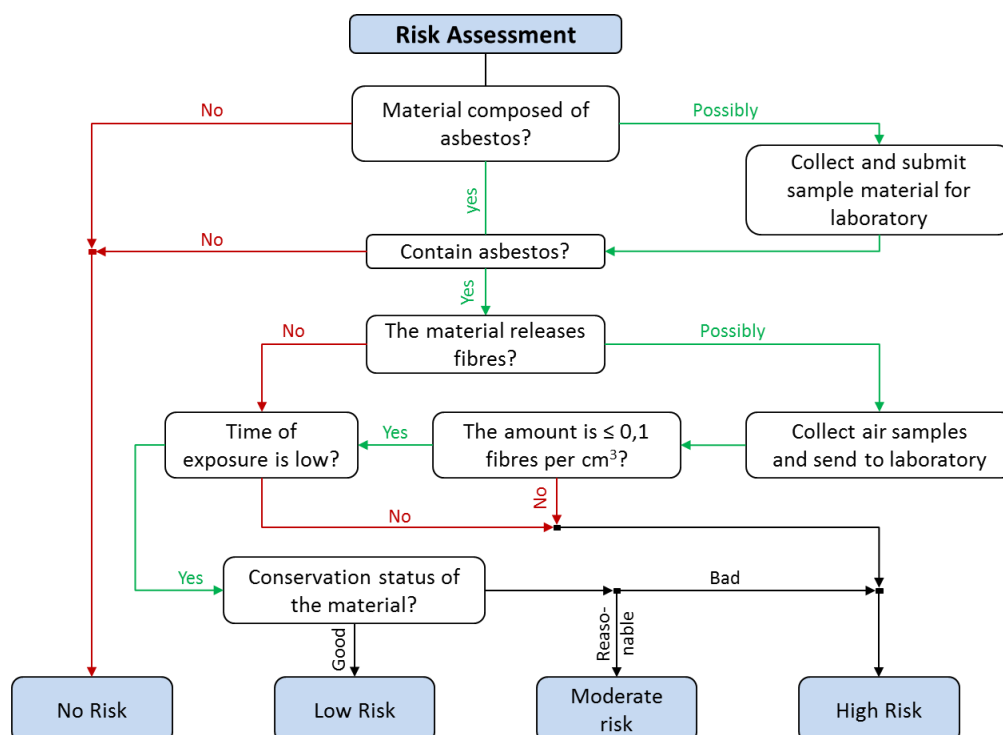 Risk Assessment
No
Material composed of
asbestos?
Possibly
Collect and submit
sample material for
laboratory
yes
No
Contain asbestos?
Yes
No
The material releases
fibres?
Possibly
Time of
exposure is low?
Yes
The amount is ≤ 0,1
fibres per cm³?
Collect air samples
and send to laboratory
No
No
Yes
Conservation status of
the material?
Bad
Good
Reaso-
nable
No Risk
Low Risk
Moderate
risk
High Risk